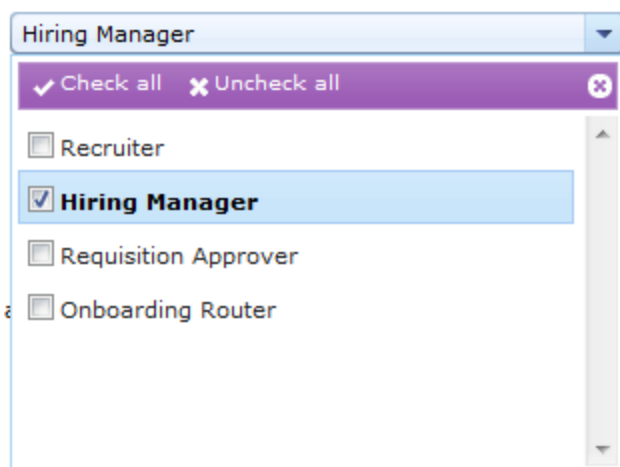 Hiring Manager
Check all Uncheck all
Recruiter
Hiring Manager
Requisition Approver
Onboarding Router